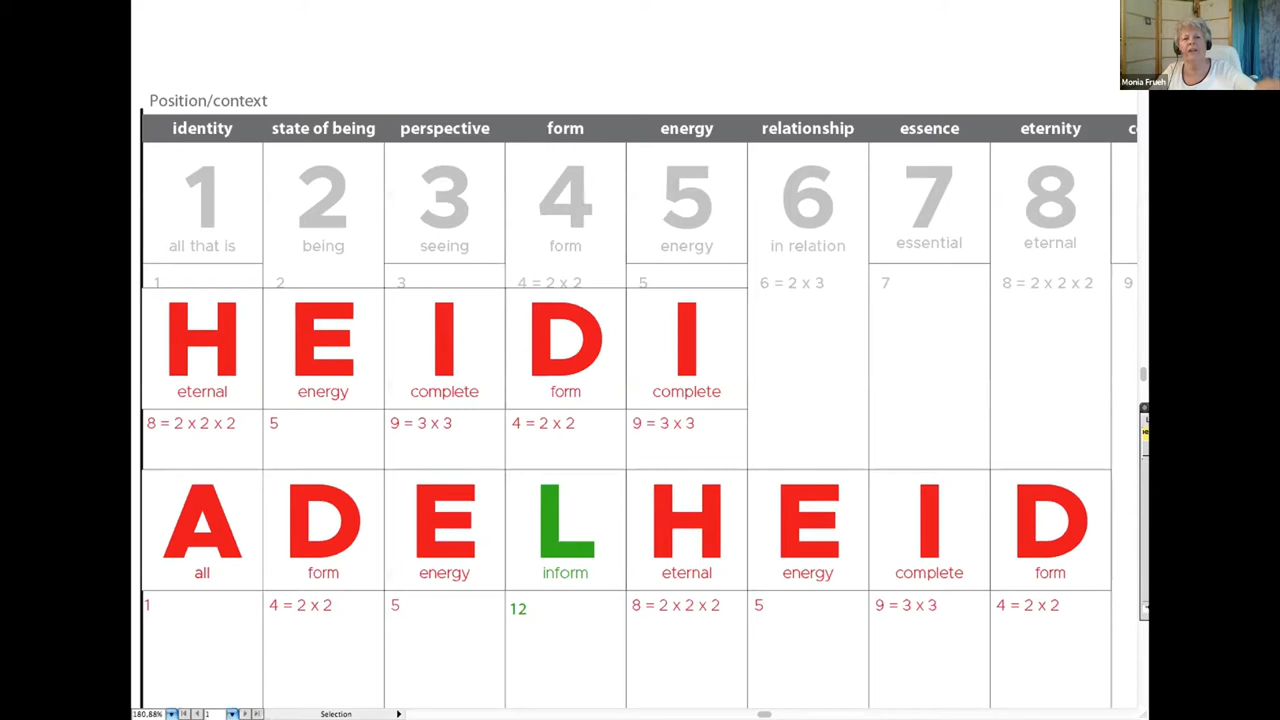 Monia Frueh
Position/context
identity state of being perspective form energy relationship essence eternity
1 2 3 4 5 6 7 8
all that is being seeing form energy in relation essential eternal
1 2 3 4 = 2 x 2 5 6 = 2 x 3 7 8 = 2 x 2 x 2 9
H E I D I
eternal energy complete form complete
8 = 2 x 2 x 2 5 9 = 3 x 3 4 = 2 x 2 9 = 3 x 3
A D E L H E I D
all form energy inform eternal energy complete form
1 4 = 2 x 2 5 12 8 = 2 x 2 x 2 5 9 = 3 x 3 4 = 2 x 2
180,88% 1 Selection